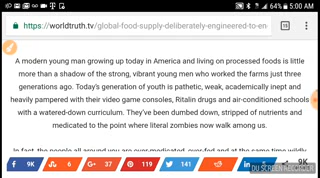 64% 5:00 AM
https://worldtruth.tv/global-food-supply-deliberately-engineered-to-en-
15
A modern young man growing up today in America and living on processed foods is little
more than a shadow of the strong, vibrant young men who worked the farms just three
generations ago. Today's generation of youth is pathetic, weak, academically inept and
heavily pampered with their video game consoles, Ritalin drugs and air-conditioned schools
with a watered-down curriculum. They've been dumbed down, stripped of nutrients and
medicated to the point where literal zombies now walk among us.
In fact, the people all around you are over-medicated, over-fed and at the same time wildly
9K 6 37 119 141 9K
DU SCREEN RECORDER